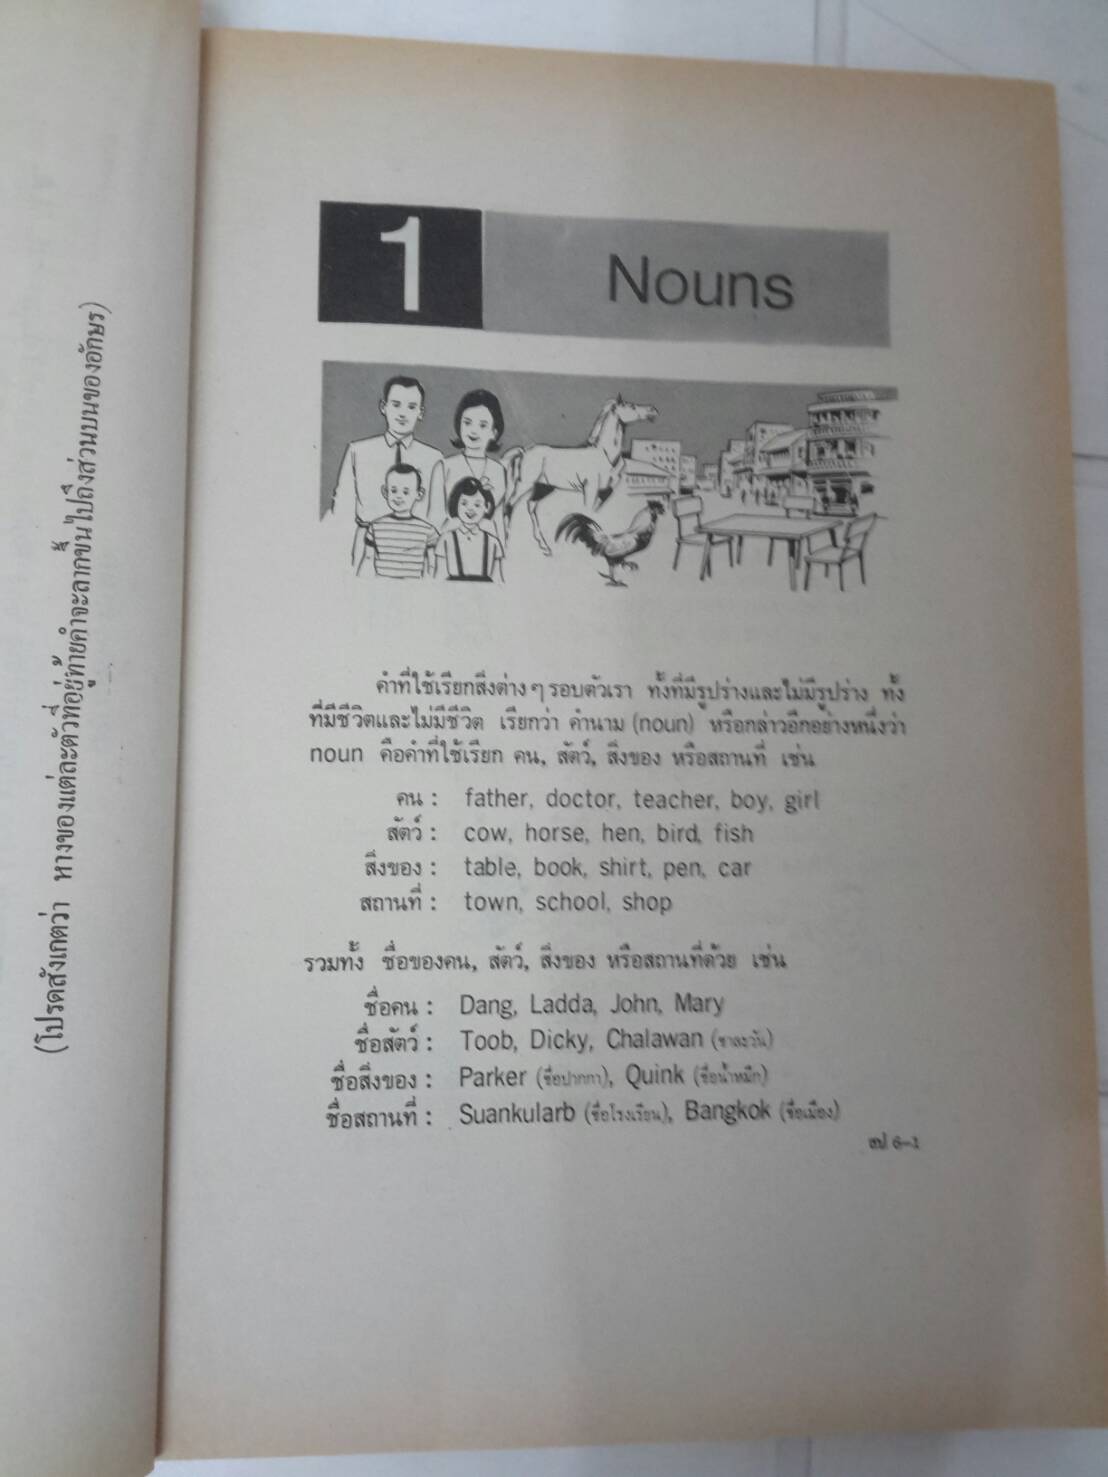 (โปรดสังเกตว่า หางของแต่ละตัวที่อยู่ท้ายคำจะลากขึ้นไปถึงส่วนบนของอักษร)
1 Nouns
คำที่ใช้เรียกสิ่งต่าง ๆ รอบตัวเรา ทั้งที่มีรูปร่างและไม่มีรูปร่าง ทั้ง
ที่มีชีวิตและไม่มีชีวิต เรียกว่า คำนาม (noun) หรือกล่าวอีกอย่างหนึ่งว่า
noun คือคำที่ใช้เรียก คน, สัตว์, สิ่งของ หรือสถานที่ เช่น
คน : father, doctor, teacher, boy, girl
สัตว์ : cow, horse, hen, bird, fish
สิ่งของ : table, book, shirt, pen, car
สถานที่ : town, school, shop
รวมทั้ง ชื่อของคน, สัตว์, สิ่งของ หรือสถานที่ด้วย เช่น
ชื่อคน : Dang, Ladda, John, Mary
ชื่อสัตว์ : Toob, Dicky, Chalawan (ชาละวัน)
ชื่อสิ่งของ : Parker (ชื่อปากกา), Quink (ชื่อน้ำหมึก)
ชื่อสถานที่ : Suankularb (ชื่อโรงเรียน), Bangkok (ชื่อเมือง)
6-1